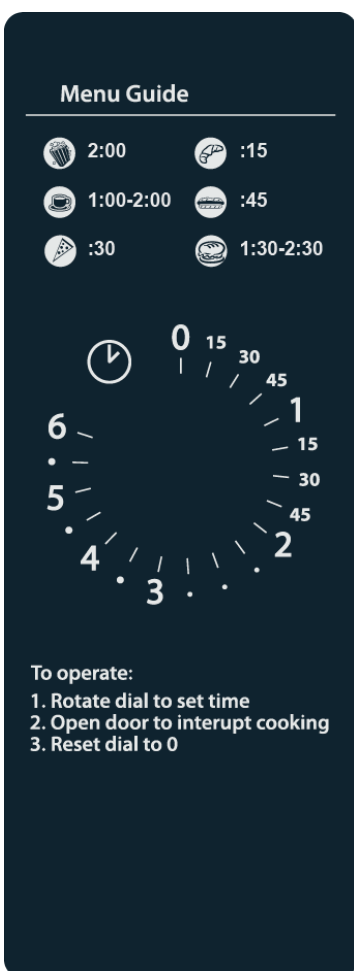 Menu Guide
2:00 :15
1:00-2:00 :45
:30 1:30-2:30
0 15 30 45
1 15 30 45
2
3
4
5
6
To operate:
1. Rotate dial to set time
2. Open door to interupt cooking
3. Reset dial to 0